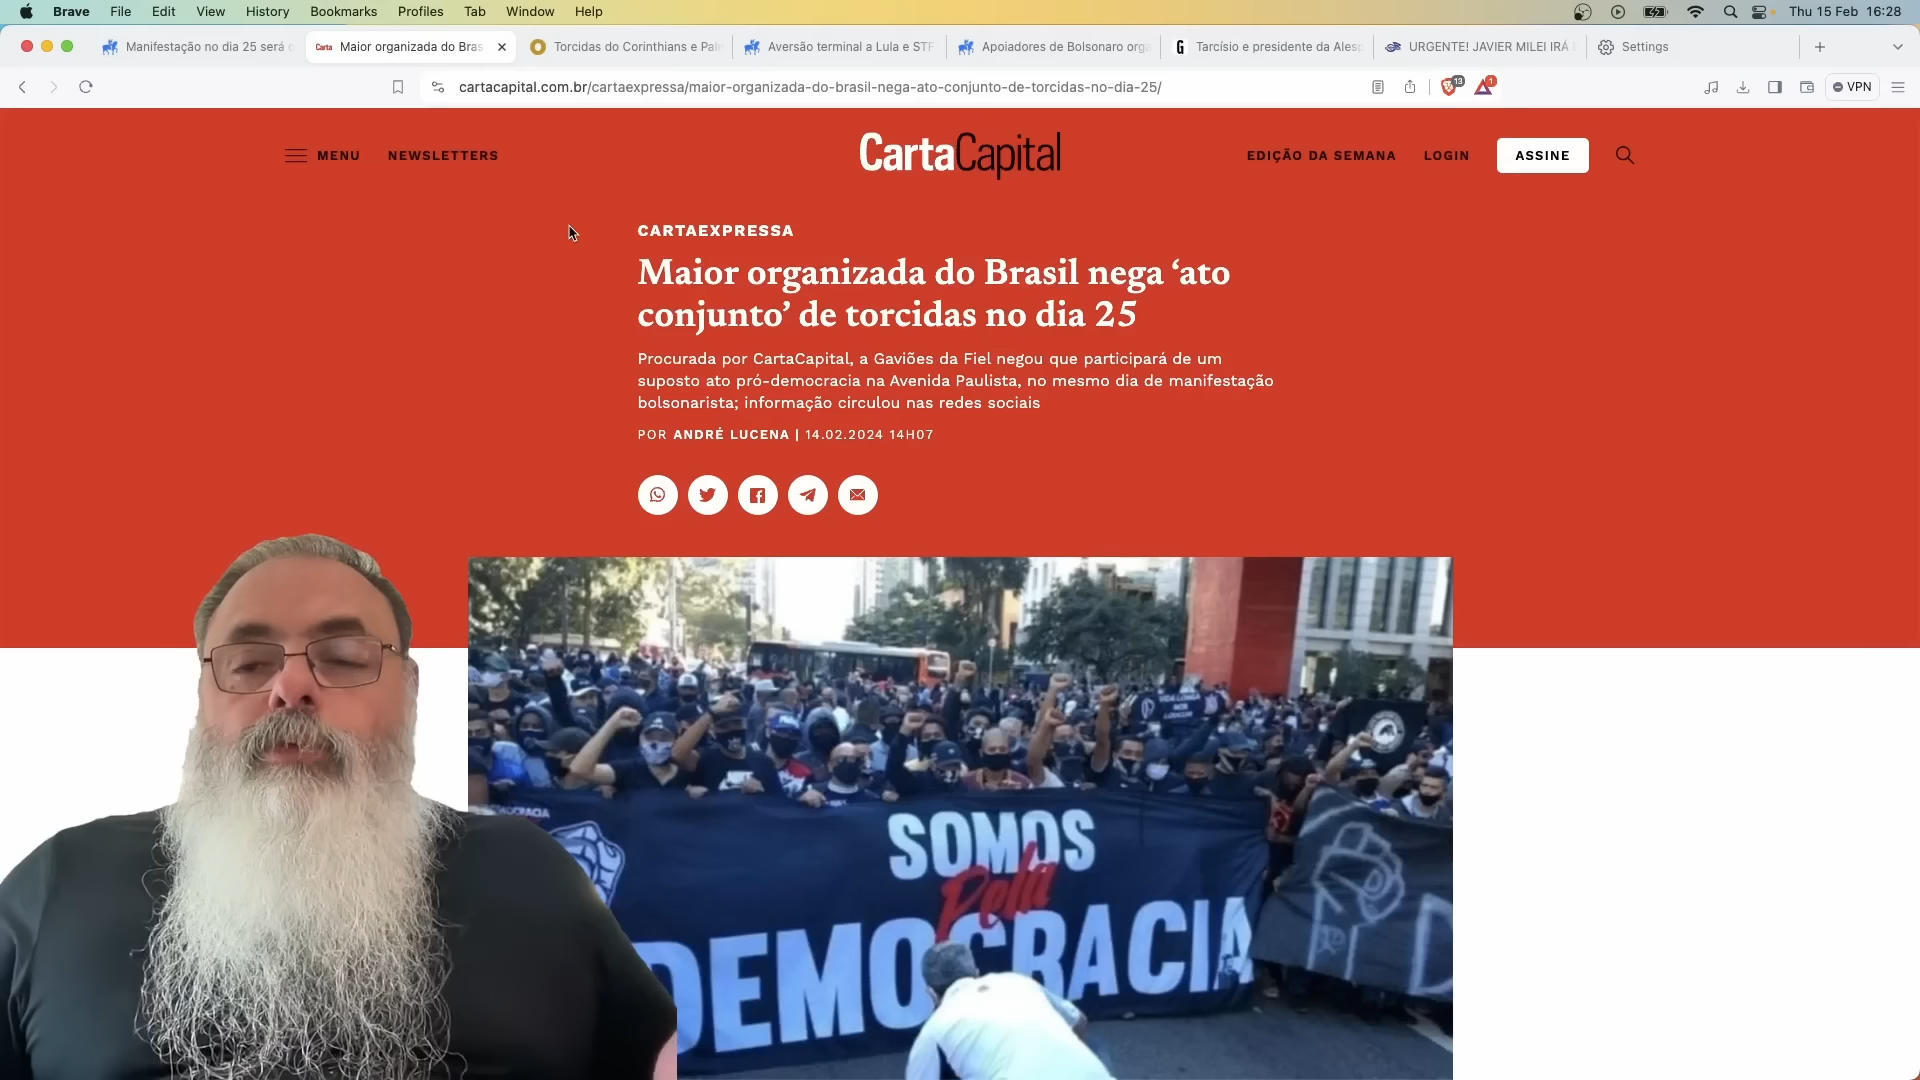 Brave File Edit View History Bookmarks Profiles Tab Window Help
Thu 15 Feb 16:28
Manifestação no dia 25 será
Maior organizada do Bras
Torcidas do Corinthians e Pal
Aversão terminal a Lula e STF
Apoiadores de Bolsonaro orga
Tarcísio e presidente da Alesp
URGENTE! JAVIER MILEI IRÁ
Settings
cartacapital.com.br/cartaexpressa/maior-organizada-do-brasil-nega-ato-conjunto-de-torcidas-no-dia-25/
13
1
VPN
MENU NEWSLETTERS
CartaCapital
EDIÇÃO DA SEMANA LOGIN ASSINE
CARTAEXPRESSA
Maior organizada do Brasil nega ‘ato
conjunto’ de torcidas no dia 25
Procurada por CartaCapital, a Gaviões da Fiel negou que participará de um
suposto ato pró-democracia na Avenida Paulista, no mesmo dia de manifestação
bolsonarista; informação circulou nas redes sociais
POR ANDRÉ LUCENA | 14.02.2024 14H07
SOMOS
Pela
DEMOCRACIA